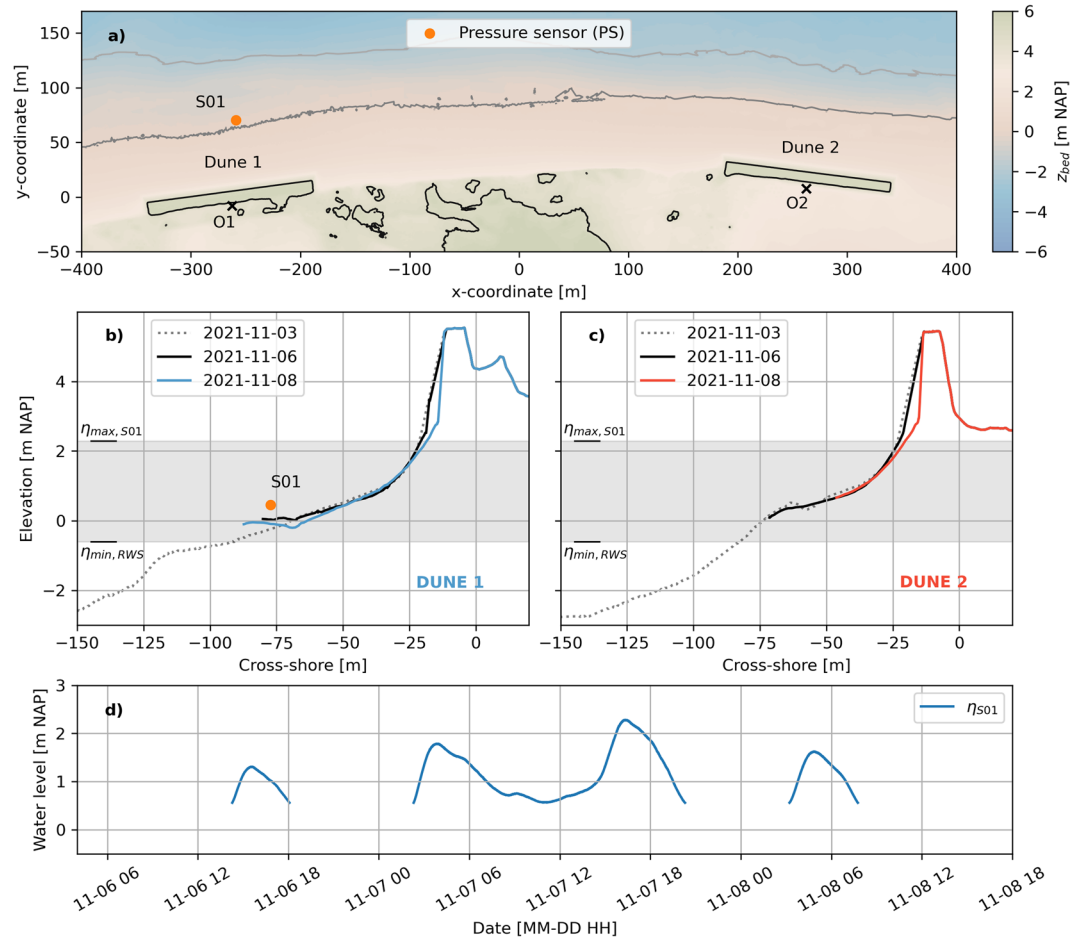 a)
Pressure sensor (PS)
S01
Dune 1
Dune 2
O1
O2
y-coordinate [m]
150
100
50
0
−50
−400
−300
−200
−100
0
100
200
300
400
x-coordinate [m]
6
4
2
0
−2
−4
−6
z_bed [m NAP]
b)
2021-11-03
2021-11-06
2021-11-08
η_max, S01
S01
η_min, RWS
DUNE 1
Elevation [m NAP]
4
2
0
−2
−150
−125
−100
−75
−50
−25
0
Cross-shore [m]
c)
2021-11-03
2021-11-06
2021-11-08
η_max, S01
η_min, RWS
DUNE 2
−150
−125
−100
−75
−50
−25
0
Cross-shore [m]
d)
η_S01
Water level [m NAP]
3
2
1
0
11-06 06
11-06 12
11-06 18
11-07 00
11-07 06
11-07 12
11-07 18
11-08 00
11-08 06
11-08 12
11-08 18
Date [MM-DD HH]